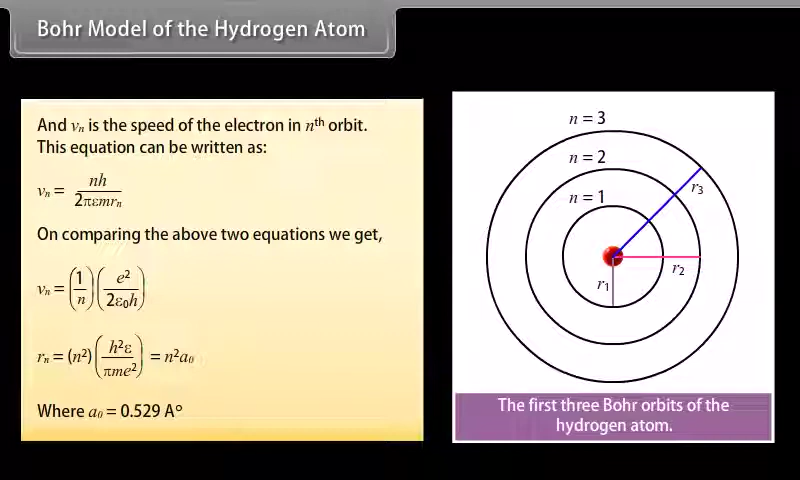 Bohr Model of the Hydrogen Atom
And vₙ is the speed of the electron in nᵗʰ orbit.
This equation can be written as:
vₙ = nh / 2πεmrₙ
On comparing the above two equations we get,
vₙ = (1/n) (e²/2ε₀h)
rₙ = (n²) (h²ε/πme²) = n²a₀
Where a₀ = 0.529 A°
n = 3
n = 2
n = 1
r₃
r₂
r₁
The first three Bohr orbits of the
hydrogen atom.